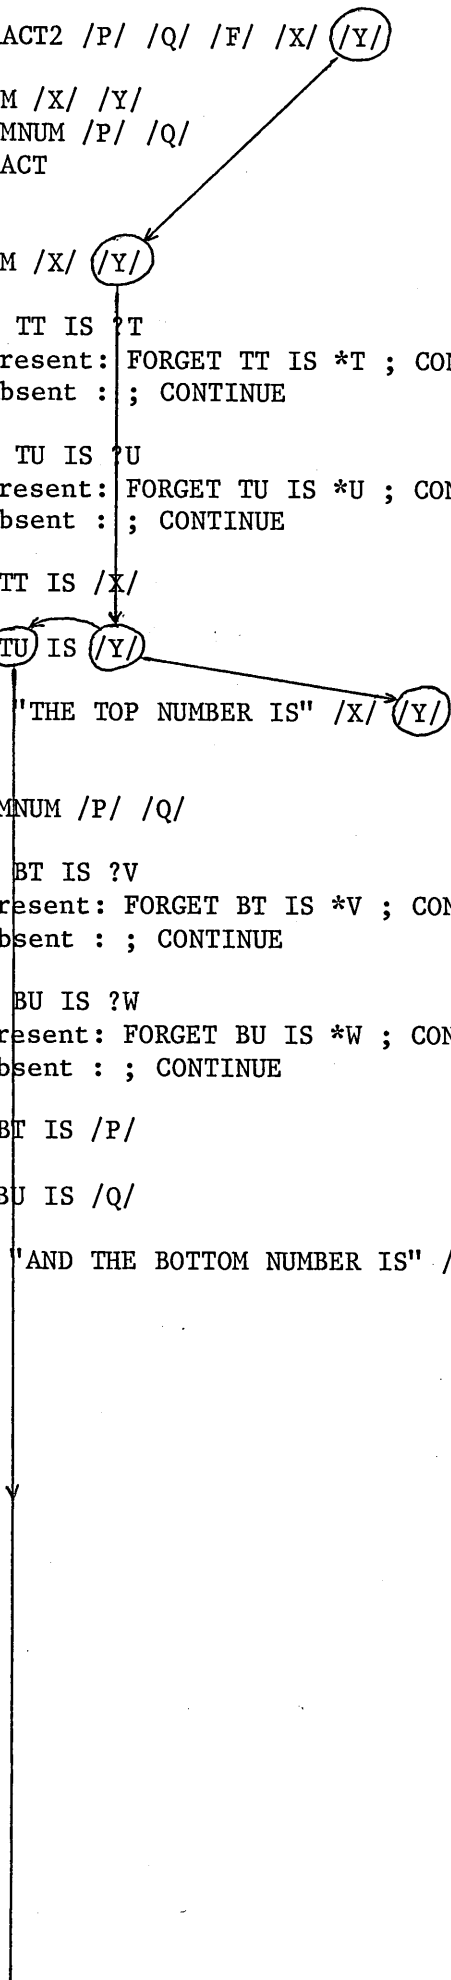 ACT2 /P/ /Q/ /F/ /X/ /Y/
M /X/ /Y/
MNUM /P/ /Q/
ACT
M /X/ /Y/
TT IS ?T
resent: FORGET TT IS *T ; CON
bsent : ; CONTINUE
TU IS ?U
resent: FORGET TU IS *U ; CON
bsent : ; CONTINUE
TT IS /X/
TU IS /Y/
"THE TOP NUMBER IS" /X/ /Y/
MNUM /P/ /Q/
BT IS ?V
resent: FORGET BT IS *V ; CON
bsent : ; CONTINUE
BU IS ?W
resent: FORGET BU IS *W ; CON
bsent : ; CONTINUE
BT IS /P/
BU IS /Q/
"AND THE BOTTOM NUMBER IS" /